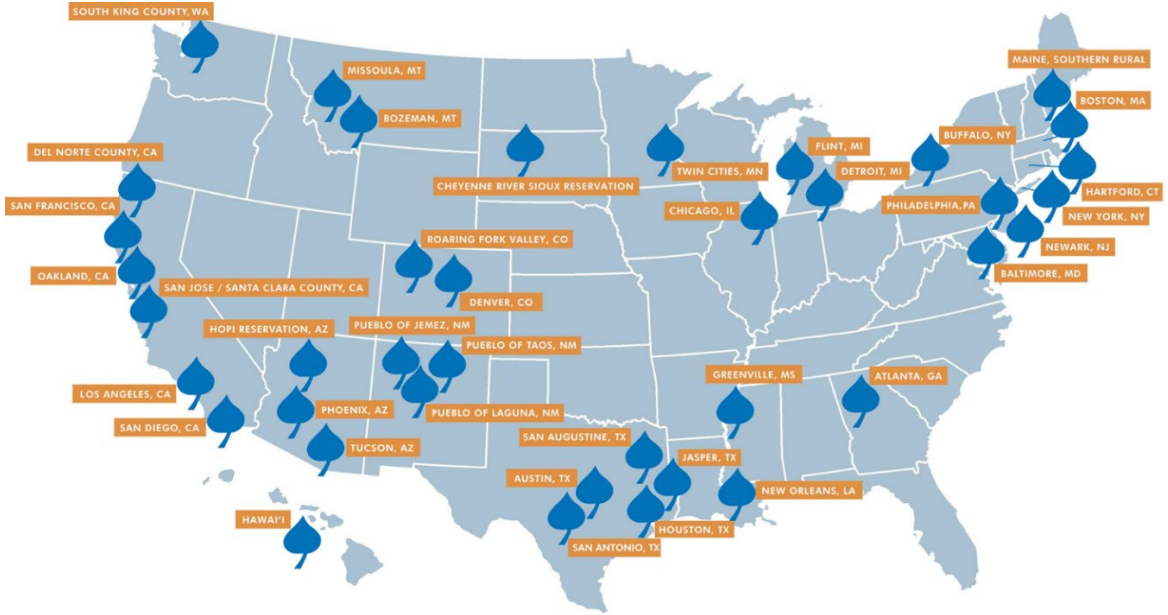 SOUTH KING COUNTY, WA
MISSOULA, MT
MAINE, SOUTHERN RURAL
BOZEMAN, MT
BOSTON, MA
BUFFALO, NY
FLINT, MI
DEL NORTE COUNTY, CA
TWIN CITIES, MN
DETROIT, MI
CHEYENNE RIVER SIOUX RESERVATION
HARTFORD, CT
SAN FRANCISCO, CA
CHICAGO, IL
PHILADELPHIA,PA
NEW YORK, NY
ROARING FORK VALLEY, CO
NEWARK, NJ
OAKLAND, CA
BALTIMORE, MD
SAN JOSE / SANTA CLARA COUNTY, CA
DENVER, CO
HOPI RESERVATION, AZ
PUEBLO OF JEMEZ, NM
PUEBLO OF TAOS, NM
GREENVILLE, MS
ATLANTA, GA
LOS ANGELES, CA
PHOENIX, AZ
PUEBLO OF LAGUNA, NM
SAN DIEGO, CA
SAN AUGUSTINE, TX
TUCSON, AZ
JASPER, TX
AUSTIN, TX
NEW ORLEANS, LA
HAWAI'I
HOUSTON, TX
SAN ANTONIO, TX